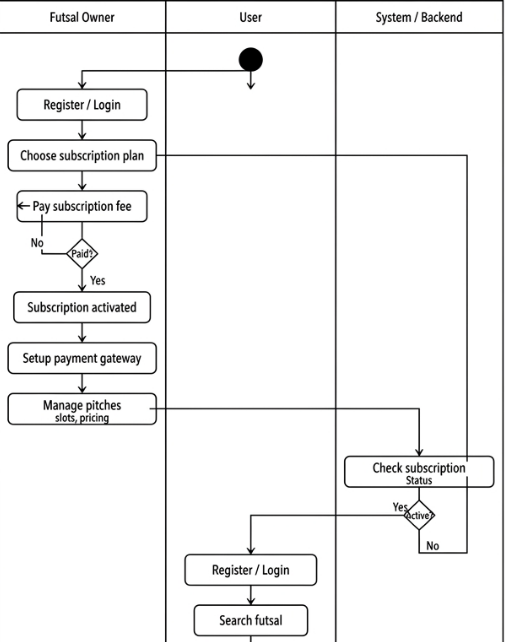 Futsal Owner
User
System / Backend
Register / Login
Choose subscription plan
Pay subscription fee
No
Paid?
Yes
Subscription activated
Setup payment gateway
Manage pitches
slots, pricing
Check subscription
Status
Yes
Active?
No
Register / Login
Search futsal